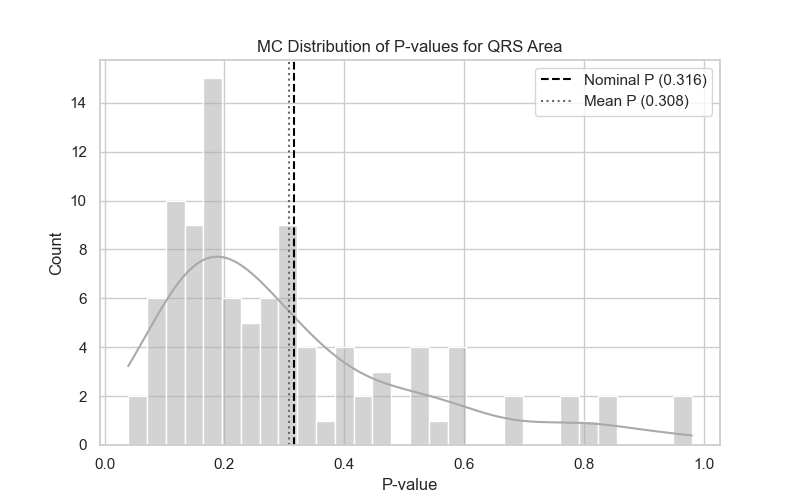 MC Distribution of P-values for QRS Area
Nominal P (0.316)
Mean P (0.308)
Count
14
12
10
8
6
4
2
0
0.0 0.2 0.4 0.6 0.8 1.0
P-value